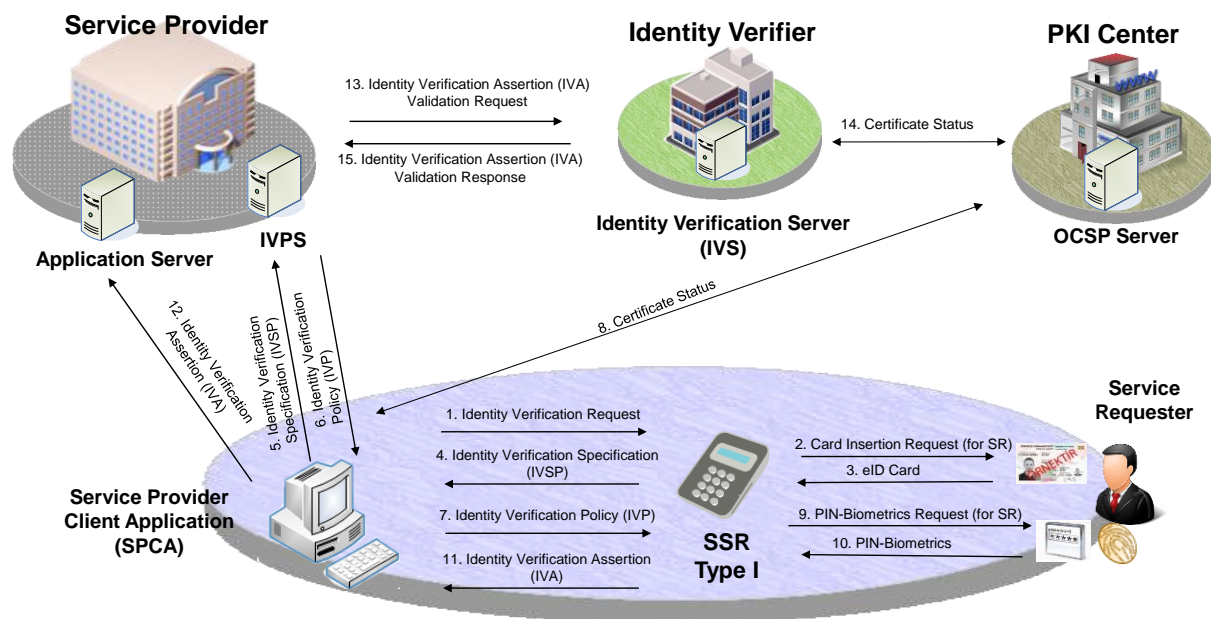 Service Provider
Identity Verifier
PKI Center
13. Identity Verification Assertion (IVA)
Validation Request
14. Certificate Status
15. Identity Verification Assertion (IVA)
Validation Response
Identity Verification Server
(IVS)
OCSP Server
IVPS
Application Server
12. Identity Verification
Assertion (IVA)
5. Identity Verification
Specification (IVSP)
6. Identity Verification
Policy (IVP)
8. Certificate Status
Service
Requester
1. Identity Verification Request
2. Card Insertion Request (for SR)
3. eID Card
ÖRNEKTİR
4. Identity Verification Specification
(IVSP)
Service Provider
Client Application
(SPCA)
7. Identity Verification Policy (IVP)
SSR
Type I
9. PIN-Biometrics Request (for SR)
10. PIN-Biometrics
11. Identity Verification Assertion
(IVA)